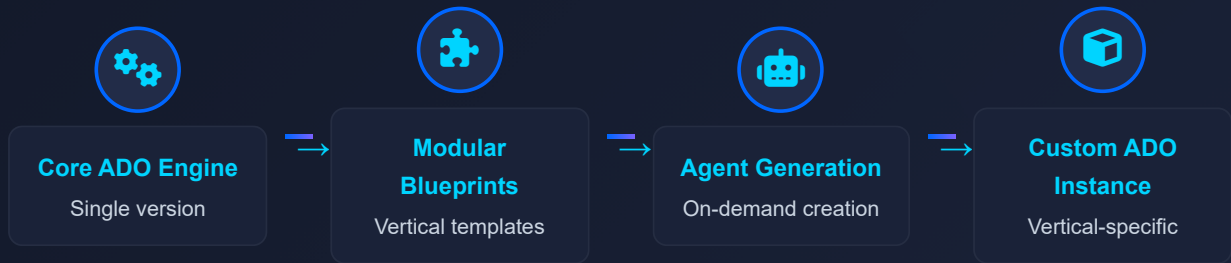 Core ADO Engine
Single version
Modular
Blueprints
Vertical templates
Agent Generation
On-demand creation
Custom ADO
Instance
Vertical-specific